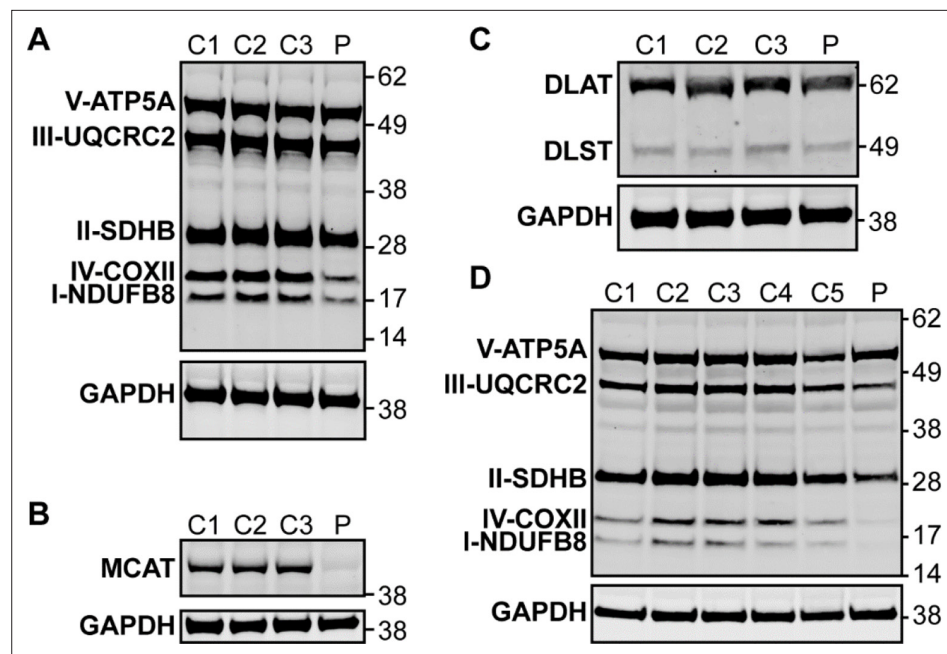 A
C1 C2 C3 P
62
V-ATP5A
49
III-UQCRC2
38
II-SDHB
28
IV-COXII
I-NDUFB8
17
14
GAPDH
38
B
C1 C2 C3 P
MCAT
38
GAPDH
38
C
C1 C2 C3 P
DLAT
62
DLST
49
GAPDH
38
D
C1 C2 C3 C4 C5 P
62
V-ATP5A
49
III-UQCRC2
38
II-SDHB
28
IV-COXII
17
I-NDUFB8
14
GAPDH
38